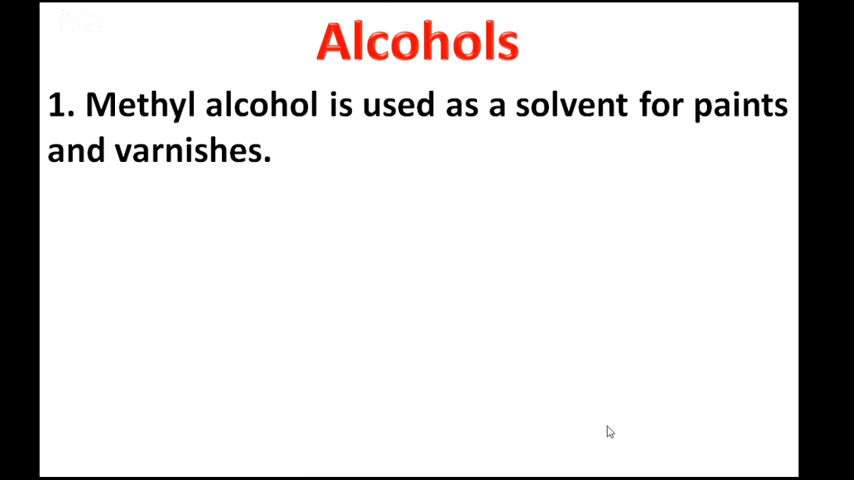 Alcohols
1. Methyl alcohol is used as a solvent for paints
and varnishes.